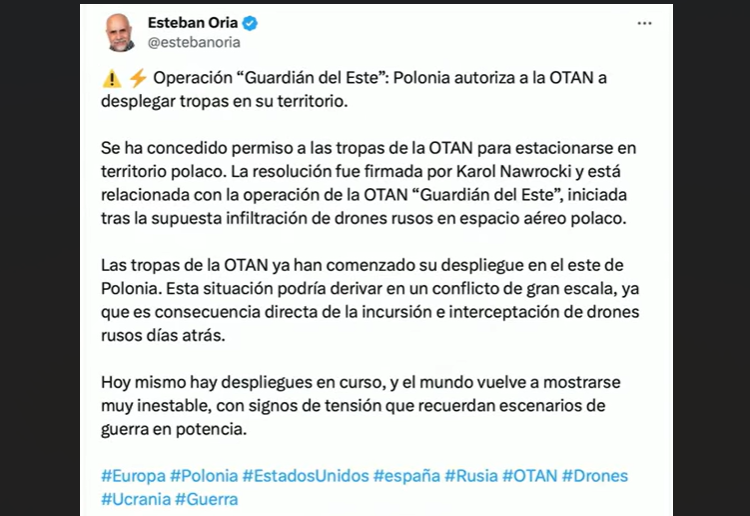 Esteban Oria
@estebanoria
⚠️⚡ Operación “Guardián del Este”: Polonia autoriza a la OTAN a
desplegar tropas en su territorio.
Se ha concedido permiso a las tropas de la OTAN para estacionarse en
territorio polaco. La resolución fue firmada por Karol Nawrocki y está
relacionada con la operación de la OTAN “Guardián del Este”, iniciada
tras la supuesta infiltración de drones rusos en espacio aéreo polaco.
Las tropas de la OTAN ya han comenzado su despliegue en el este de
Polonia. Esta situación podría derivar en un conflicto de gran escala, ya
que es consecuencia directa de la incursión e interceptación de drones
rusos días atrás.
Hoy mismo hay despliegues en curso, y el mundo vuelve a mostrarse
muy inestable, con signos de tensión que recuerdan escenarios de
guerra en potencia.
#Europa #Polonia #EstadosUnidos #españa #Rusia #OTAN #Drones
#Ucrania #Guerra